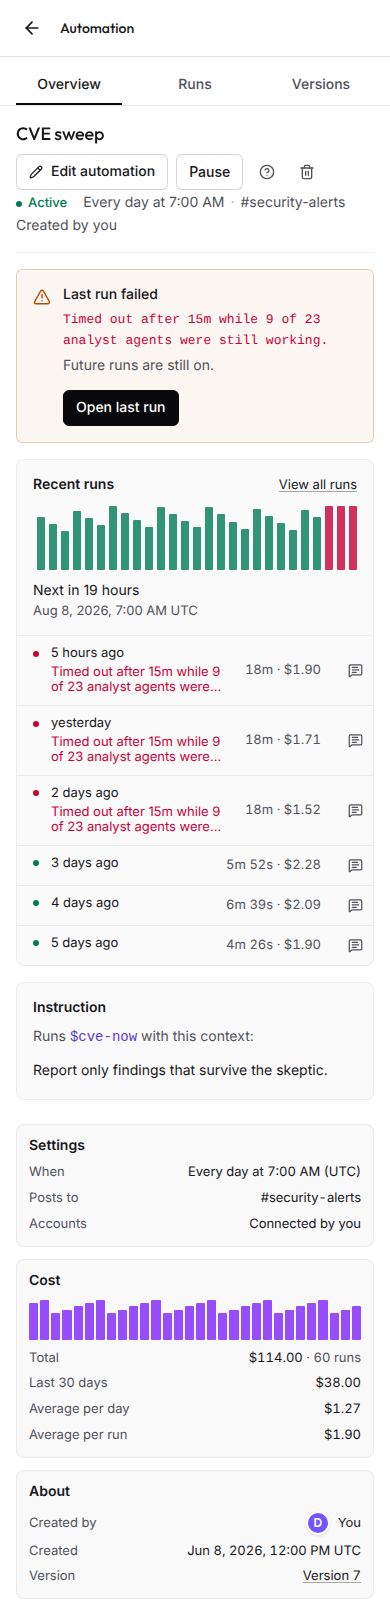 Automation
Overview
Runs
Versions
CVE sweep
Edit automation
Pause
Active
Every day at 7:00 AM · #security-alerts
Created by you
Last run failed
Timed out after 15m while 9 of 23
analyst agents were still working.
Future runs are still on.
Open last run
Recent runs
View all runs
Next in 19 hours
Aug 8, 2026, 7:00 AM UTC
5 hours ago
Timed out after 15m while 9
of 23 analyst agents were...
18m · $1.90
yesterday
Timed out after 15m while 9
of 23 analyst agents were...
18m · $1.71
2 days ago
Timed out after 15m while 9
of 23 analyst agents were...
18m · $1.52
3 days ago
5m 52s · $2.28
4 days ago
6m 39s · $2.09
5 days ago
4m 26s · $1.90
Instruction
Runs $cve-now with this context:
Report only findings that survive the skeptic.
Settings
When
Every day at 7:00 AM (UTC)
Posts to
#security-alerts
Accounts
Connected by you
Cost
Total
$114.00 · 60 runs
Last 30 days
$38.00
Average per day
$1.27
Average per run
$1.90
About
Created by
D You
Created
Jun 8, 2026, 12:00 PM UTC
Version
Version 7